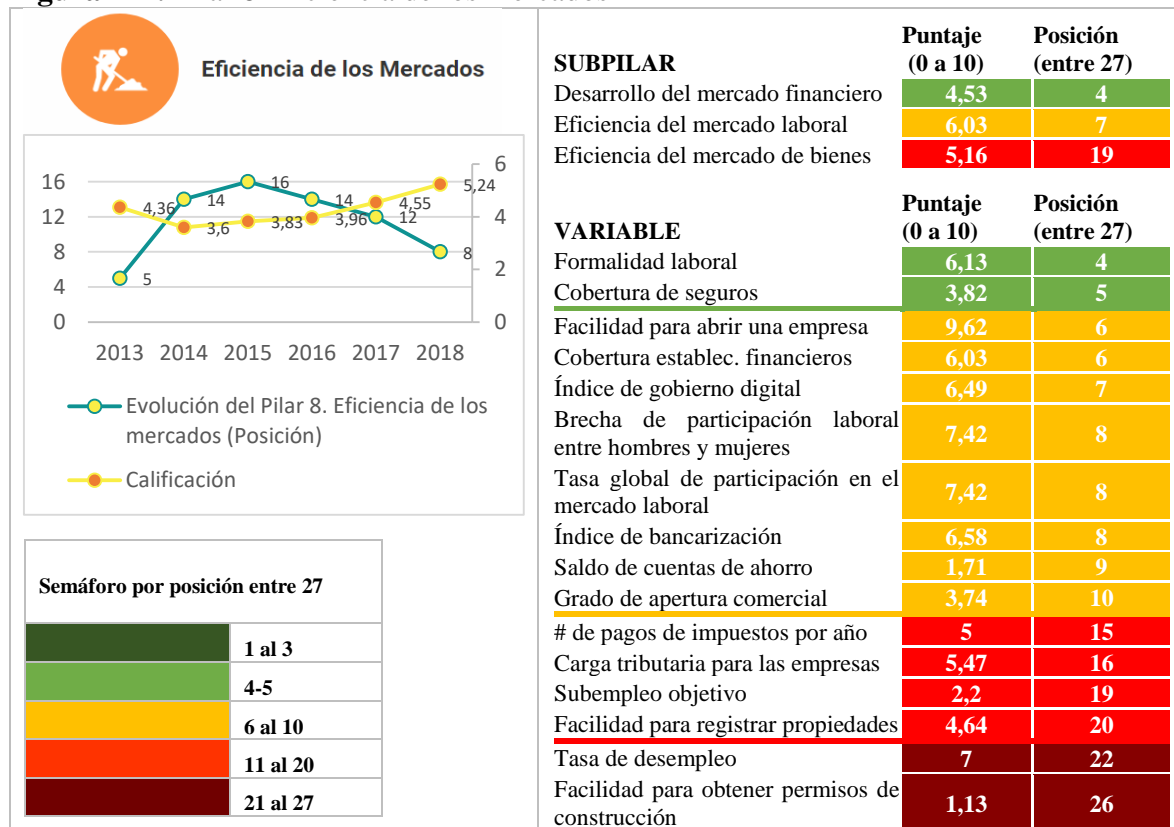 Eficiencia de los Mercados
16
12
8
4
0
6
4
2
0
5
14
16
14
12
8
4,36
3,6
3,83
3,96
4,55
5,24
2013 2014 2015 2016 2017 2018
Evolución del Pilar 8. Eficiencia de los
mercados (Posición)
Calificación
Semáforo por posición entre 27
1 al 3
4-5
6 al 10
11 al 20
21 al 27
Puntaje Posición
SUBPILAR (0 a 10) (entre 27)
Desarrollo del mercado financiero 4,53 4
Eficiencia del mercado laboral 6,03 7
Eficiencia del mercado de bienes 5,16 19
Puntaje Posición
VARIABLE (0 a 10) (entre 27)
Formalidad laboral 6,13 4
Cobertura de seguros 3,82 5
Facilidad para abrir una empresa 9,62 6
Cobertura establec. financieros 6,03 6
Índice de gobierno digital 6,49 7
Brecha de participación laboral
entre hombres y mujeres 7,42 8
Tasa global de participación en el
mercado laboral 7,42 8
Índice de bancarización 6,58 8
Saldo de cuentas de ahorro 1,71 9
Grado de apertura comercial 3,74 10
# de pagos de impuestos por año 5 15
Carga tributaria para las empresas 5,47 16
Subempleo objetivo 2,2 19
Facilidad para registrar propiedades 4,64 20
Tasa de desempleo 7 22
Facilidad para obtener permisos de
construcción 1,13 26